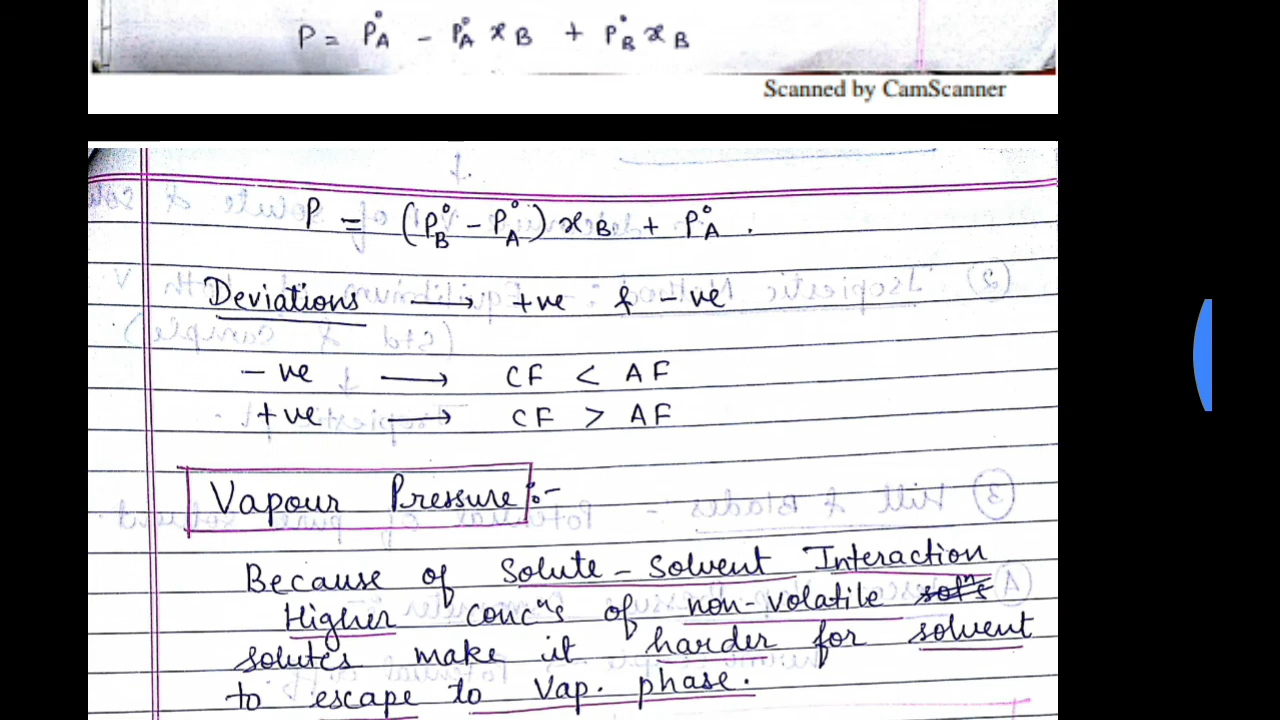 P = P°A - P°A xB + P°B xB
Scanned by CamScanner
P = (P°B - P°A) xB + P°A .
Deviations → +ve & -ve
-ve → CF < AF
+ve → CF > AF
Vapour Pressure :-
Because of Solute - Solvent Interaction
Higher concⁿs of non-volatile solⁿs
solutes make it harder for solvent
to escape to Vap. phase.